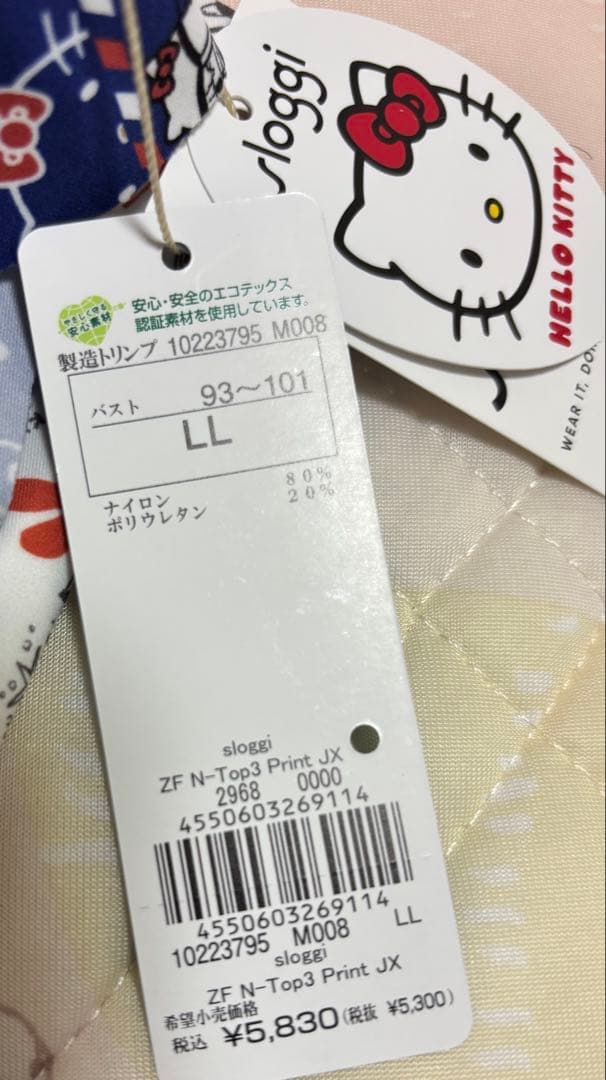 sloggi
HELLO KITTY
WEAR IT. DON
やさしく守る
安心素材
安心・安全のエコテックス
認証素材を使用しています。
製造トリンプ 10223795 M008
バスト 93～101
LL
ナイロン 80%
ポリウレタン 20%
sloggi
ZF N-Top3 Print JX
2968 0000
4550603269114
4550603269114
10223795 M008 LL
sloggi
ZF N-Top3 Print JX
希望小売価格
税込 ¥5,830(税抜 ¥5,300)